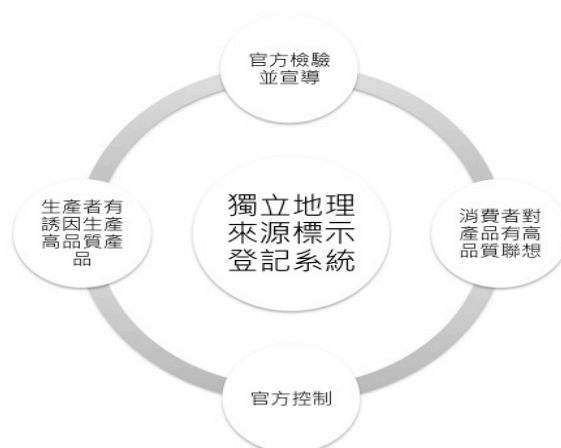 官方檢驗
並宣導
生產者有
誘因生產
高品質產
品
獨立地理
來源標示
登記系統
消費者對
產品有高
品質聯想
官方控制